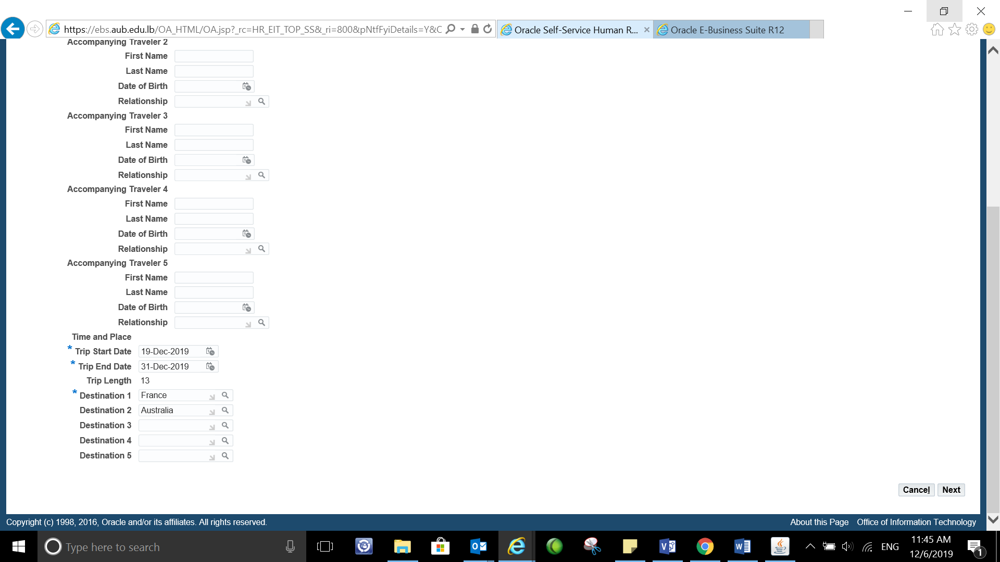 https://ebs.aub.edu.lb/OA_HTML/OA.jsp?_rc=HR_EIT_TOP_SS&_ri=800&pNtfFyiDetails=Y&C
Oracle Self-Service Human R...
Oracle E-Business Suite R12
Accompanying Traveler 2
First Name
Last Name
Date of Birth
Relationship
Accompanying Traveler 3
First Name
Last Name
Date of Birth
Relationship
Accompanying Traveler 4
First Name
Last Name
Date of Birth
Relationship
Accompanying Traveler 5
First Name
Last Name
Date of Birth
Relationship
Time and Place
* Trip Start Date 19-Dec-2019
* Trip End Date 31-Dec-2019
Trip Length 13
* Destination 1 France
Destination 2 Australia
Destination 3
Destination 4
Destination 5
Cancel Next
Copyright (c) 1998, 2016, Oracle and/or its affiliates. All rights reserved.
About this Page Office of Information Technology
Type here to search
ENG
11:45 AM
12/6/2019
1